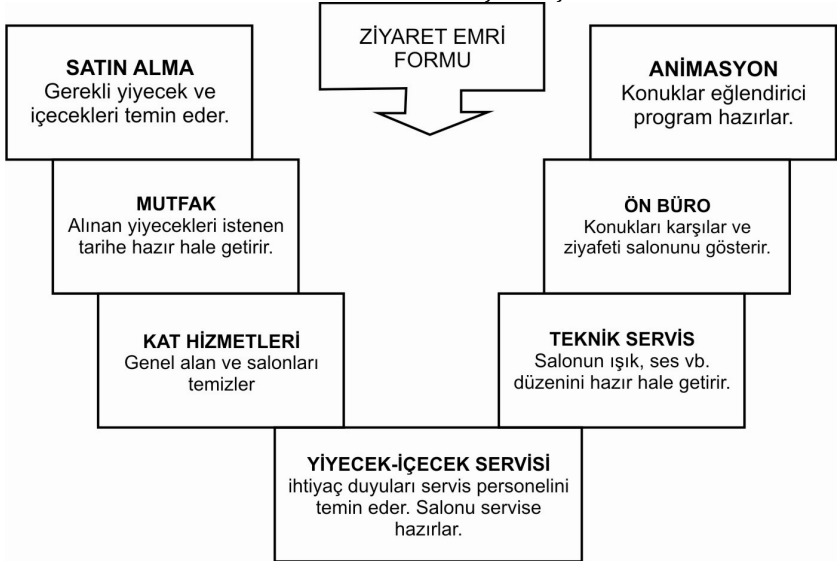 ZİYARET EMRİ
FORMU
SATIN ALMA
Gerekli yiyecek ve
içecekleri temin eder.
ANİMASYON
Konuklar eğlendirici
program hazırlar.
MUTFAK
Alınan yiyecekleri istenen
tarihe hazır hale getirir.
ÖN BÜRO
Konukları karşılar ve
ziyafeti salonunu gösterir.
KAT HİZMETLERİ
Genel alan ve salonları
temizler
TEKNİK SERVİS
Salonun ışık, ses vb.
düzenini hazır hale getirir.
YİYECEK-İÇECEK SERVİSİ
ihtiyaç duyuları servis personelini
temin eder. Salonu servise
hazırlar.